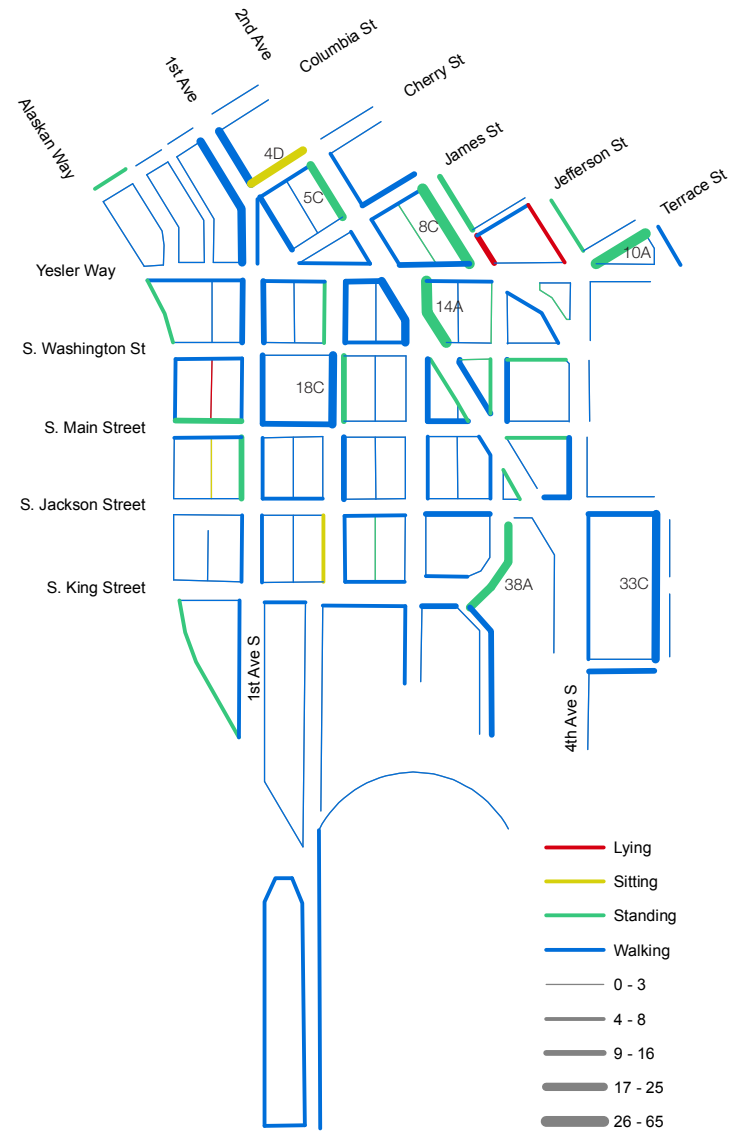 2nd Ave
Columbia St
1st Ave
Cherry St
Alaskan Way
James St
4D
Jefferson St
5C
Terrace St
8C
10A
Yesler Way
14A
S. Washington St
18C
S. Main Street
S. Jackson Street
S. King Street
38A
33C
1st Ave S
4th Ave S
Lying
Sitting
Standing
Walking
0 - 3
4 - 8
9 - 16
17 - 25
26 - 65